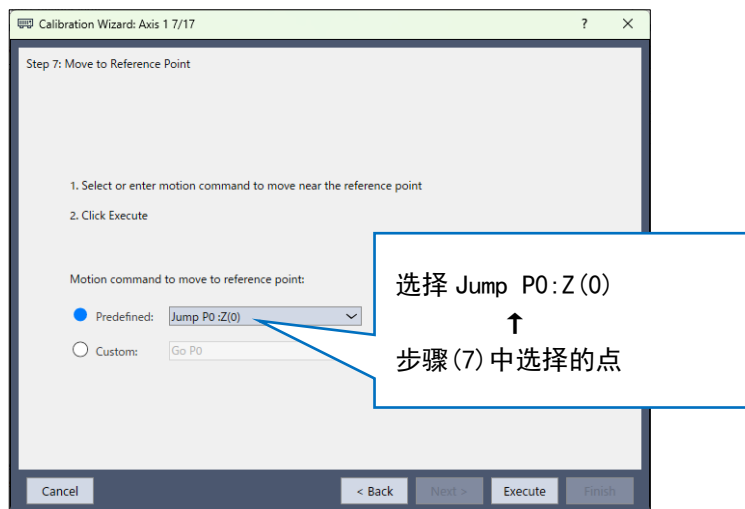 Calibration Wizard: Axis 1 7/17
?
×
Step 7: Move to Reference Point
1. Select or enter motion command to move near the reference point
2. Click Execute
Motion command to move to reference point:
Predefined: Jump P0 :Z(0)
Custom: Go P0
选择 Jump P0:Z(0)
↑
步骤(7)中选择的点
Cancel < Back Next > Execute Finish